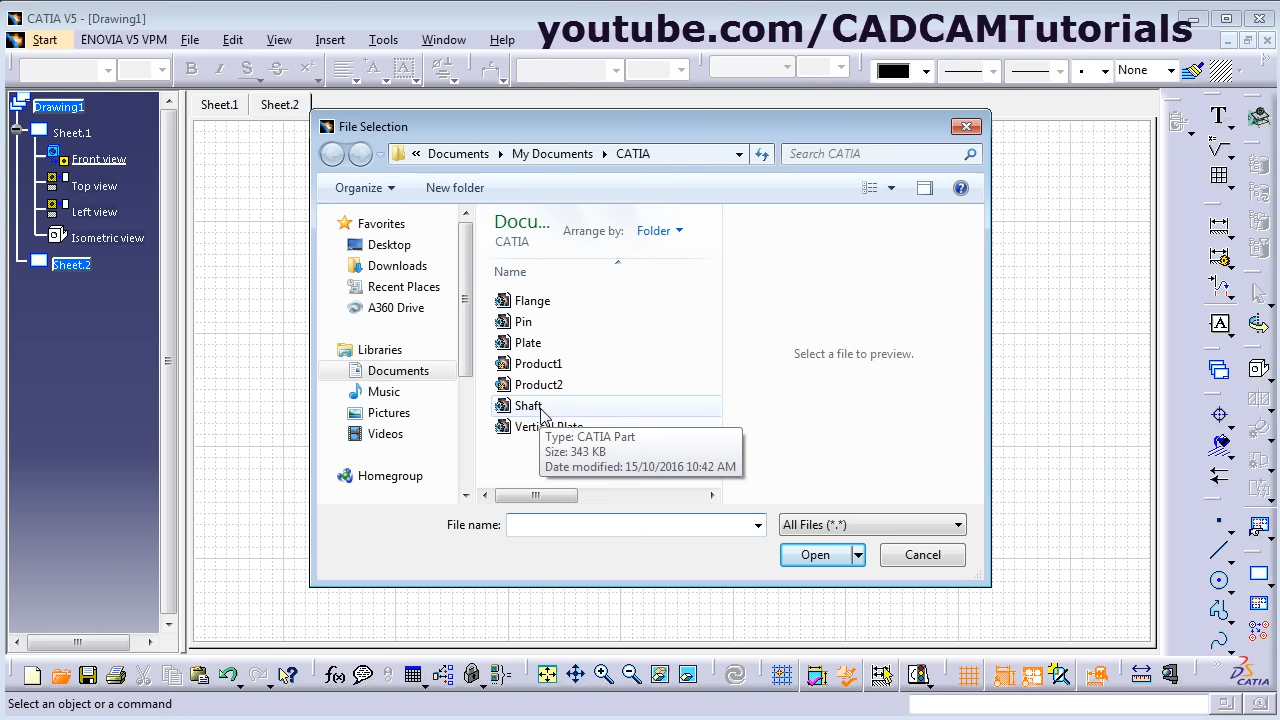 CATIA V5 - [Drawing1]
youtube.com/CADCAMTutorials
Start ENOVIA V5 VPM File Edit View Insert Tools Window Help
B I S S
None
Drawing1
Sheet.1
Front view
Top view
Left view
Isometric view
Sheet.2
Sheet.1 Sheet.2
File Selection
« Documents My Documents CATIA
Search CATIA
Organize New folder
Favorites
Desktop
Downloads
Recent Places
A360 Drive
Libraries
Documents
Music
Pictures
Videos
Homegroup
Docu...
CATIA
Arrange by: Folder
Name
Flange
Pin
Plate
Product1
Product2
Shaft
Type: CATIA Part
Size: 343 KB
Date modified: 15/10/2016 10:42 AM
Select a file to preview.
File name:
All Files (*.*)
Open Cancel
CATIA
Select an object or a command